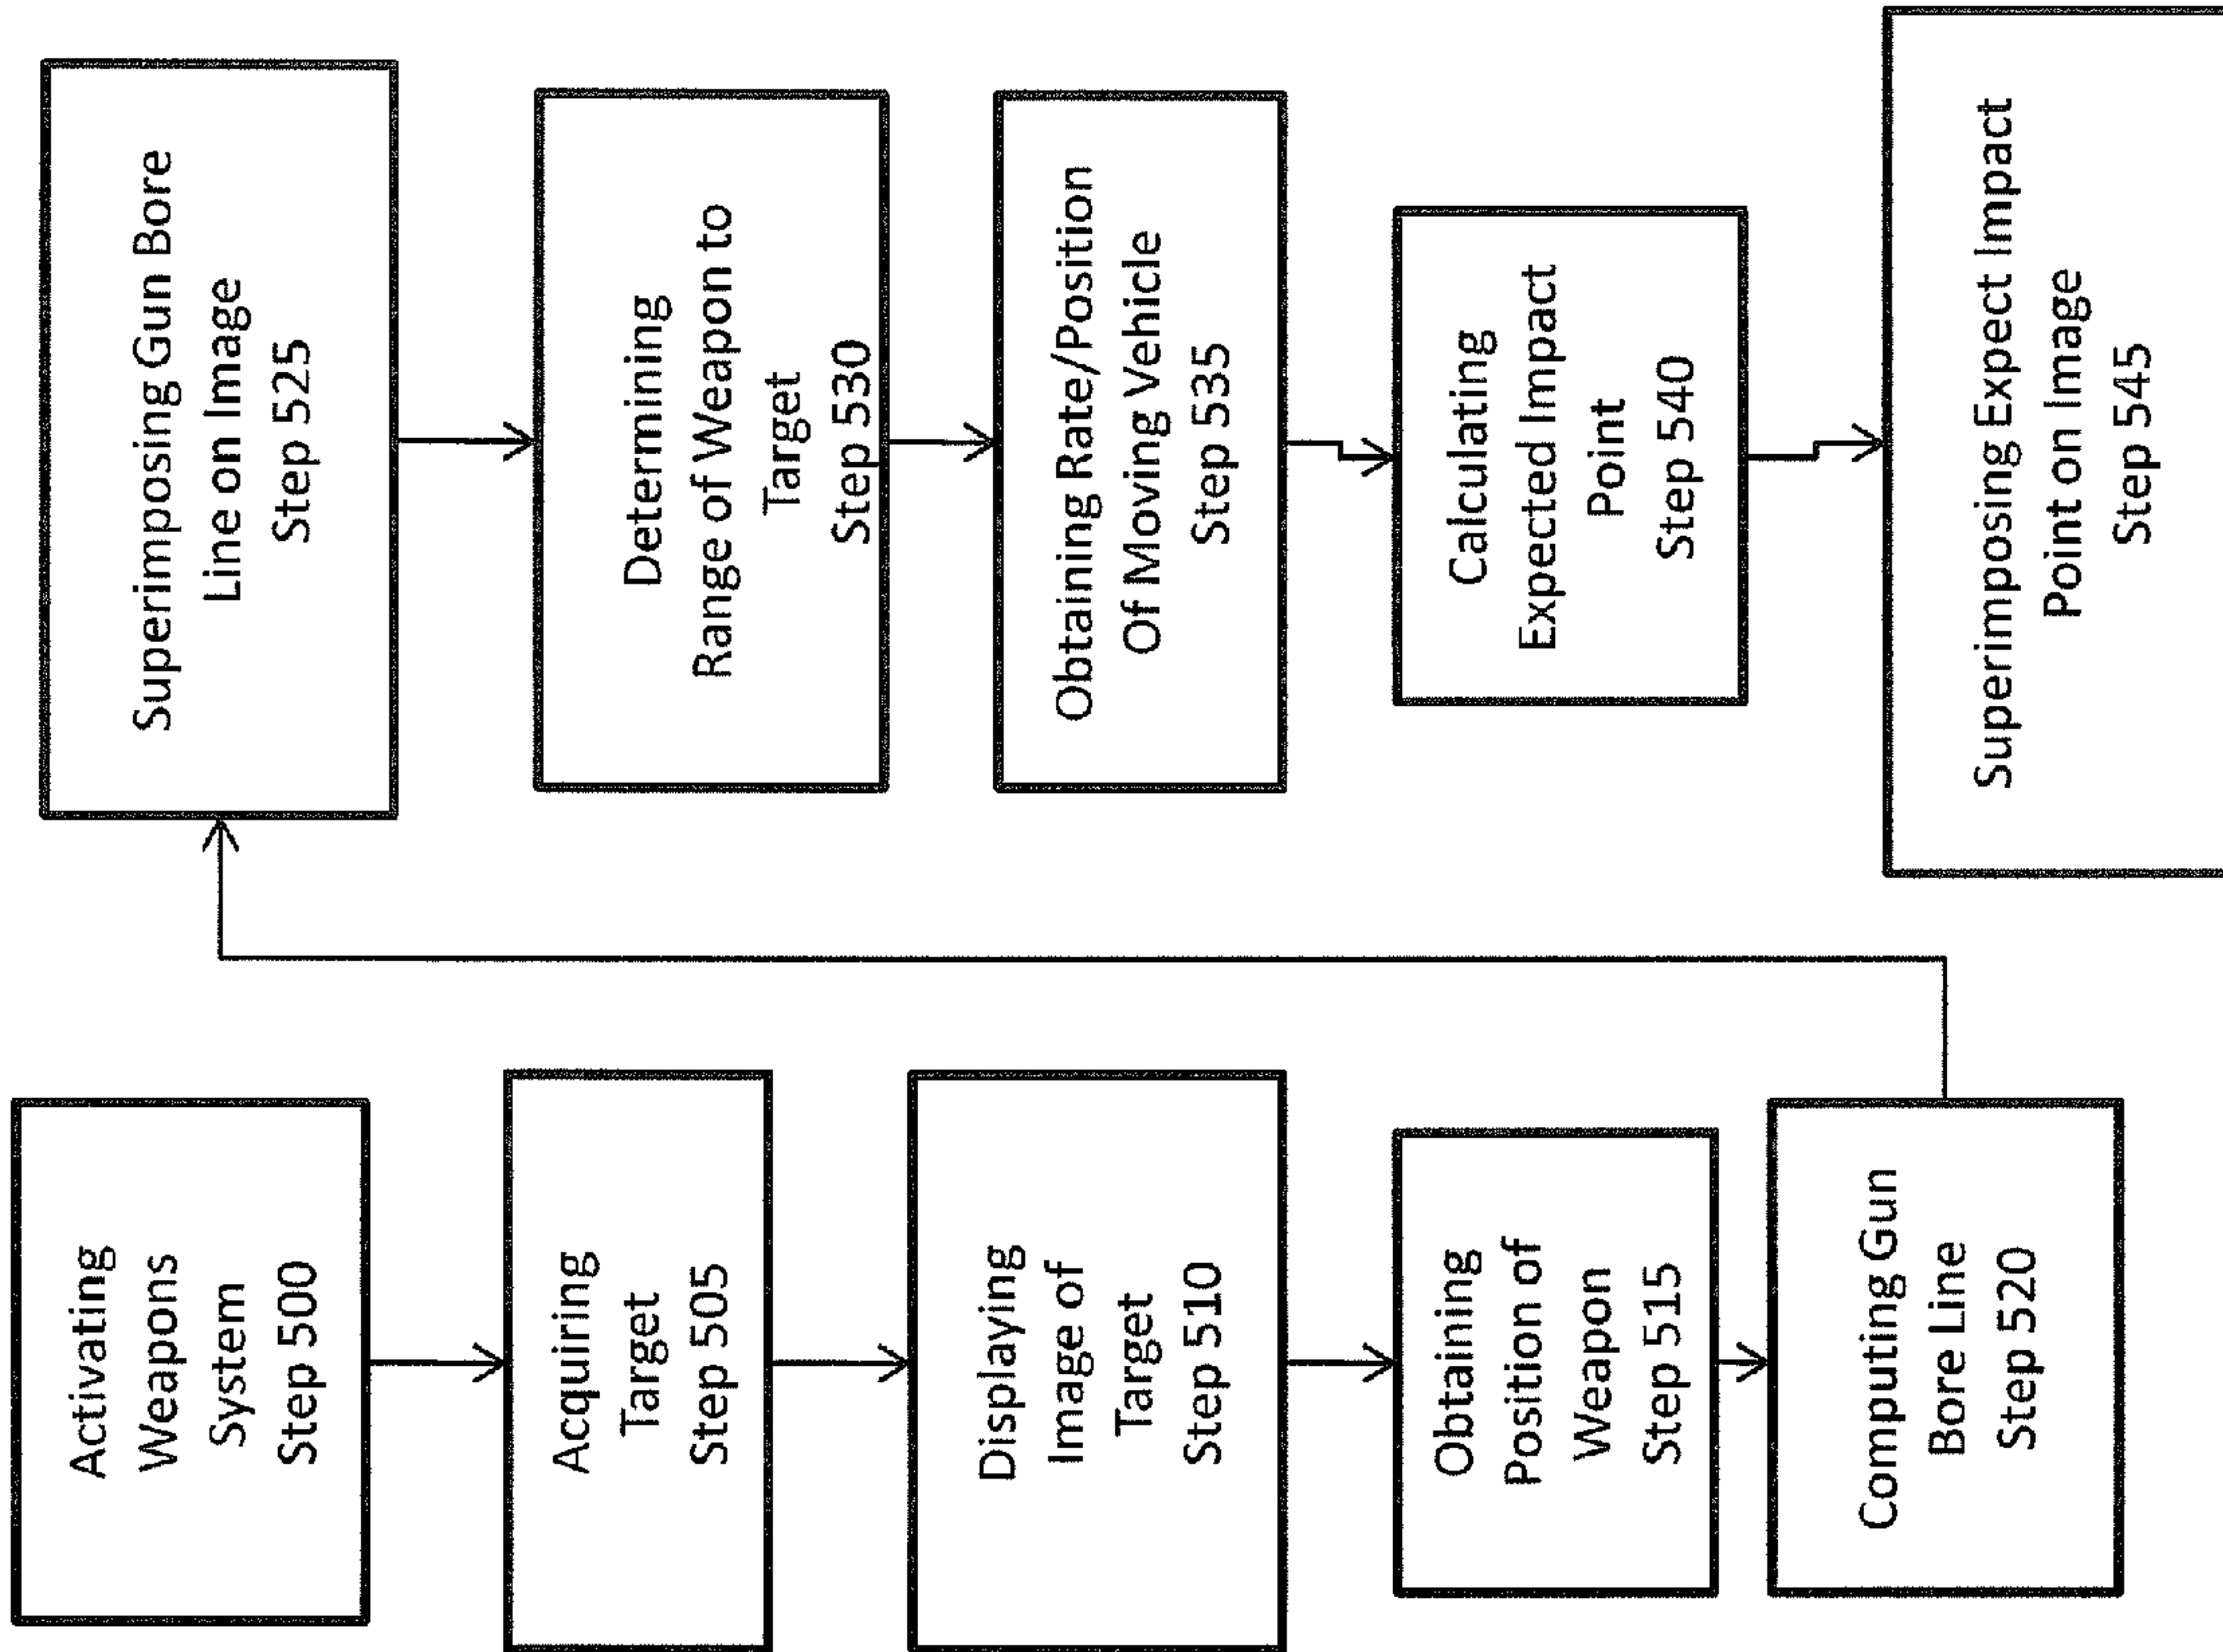 Activating
Weapons
System
Step 500
Acquiring
Target
Step 505
Displaying
Image of
Target
Step 510
Obtaining
Position of
Weapon
Step 515
Computing Gun
Bore Line
Step 520
Superimposing Gun Bore
Line on Image
Step 525
Determining
Range of Weapon to
Target
Step 530
Obtaining Rate/Position
Of Moving Vehicle
Step 535
Calculating
Expected Impact
Point
Step 540
Superimposing Expect Impact
Point on Image
Step 545